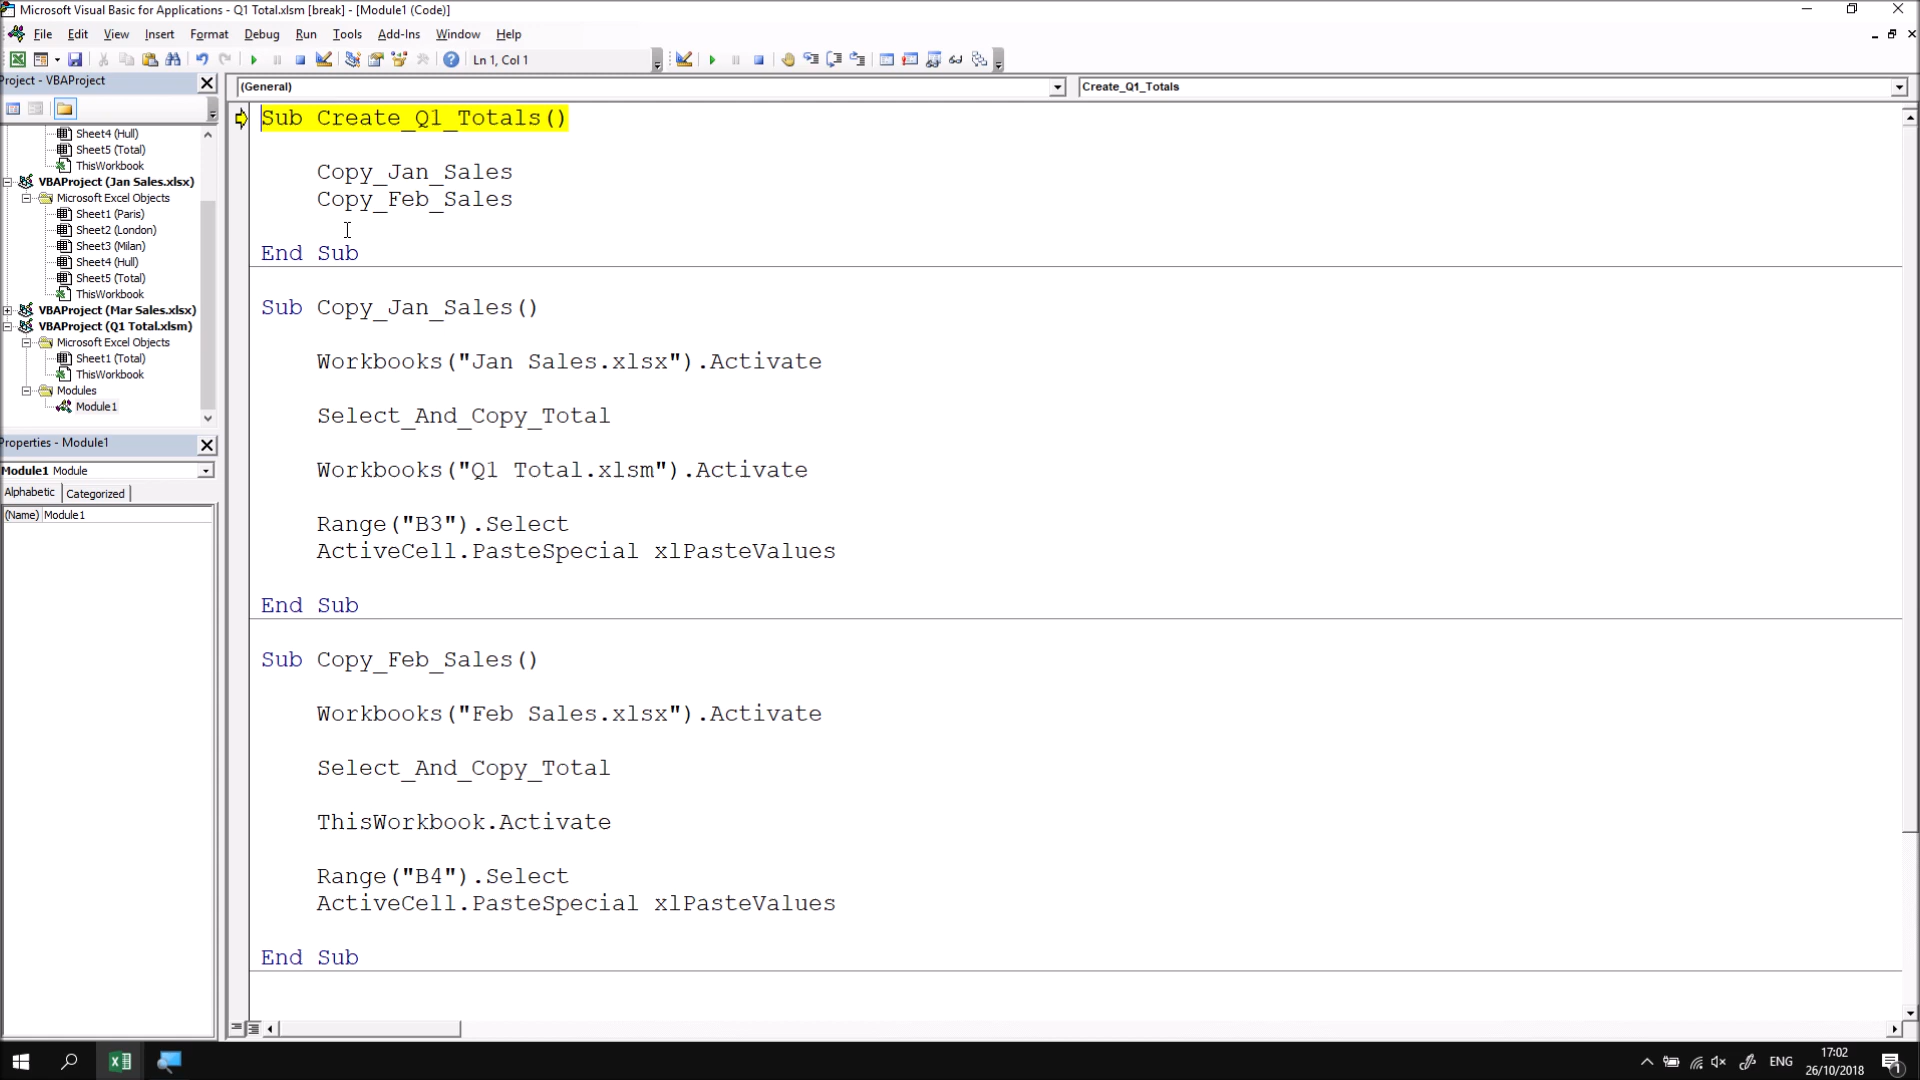 Microsoft Visual Basic for Applications - Q1 Total.xlsm [break] - [Module1 (Code)]
File Edit View Insert Format Debug Run Tools Add-Ins Window Help
Ln 1, Col 1
Project - VBAProject
(General)
Create_Q1_Totals
Sheet4 (Hull)
Sheet5 (Total)
ThisWorkbook
VBAProject (Jan Sales.xlsx)
Microsoft Excel Objects
Sheet1 (Paris)
Sheet2 (London)
Sheet3 (Milan)
Sheet4 (Hull)
Sheet5 (Total)
ThisWorkbook
VBAProject (Mar Sales.xlsx)
VBAProject (Q1 Total.xlsm)
Microsoft Excel Objects
Sheet1 (Total)
ThisWorkbook
Modules
Module1
Properties - Module1
Module1 Module
Alphabetic Categorized
(Name) Module1
Sub Create_Q1_Totals()
Copy_Jan_Sales
Copy_Feb_Sales
End Sub
Sub Copy_Jan_Sales()
Workbooks("Jan Sales.xlsx").Activate
Select_And_Copy_Total
Workbooks("Q1 Total.xlsm").Activate
Range("B3").Select
ActiveCell.PasteSpecial xlPasteValues
End Sub
Sub Copy_Feb_Sales()
Workbooks("Feb Sales.xlsx").Activate
Select_And_Copy_Total
ThisWorkbook.Activate
Range("B4").Select
ActiveCell.PasteSpecial xlPasteValues
End Sub
ENG
17:02
26/10/2018
1